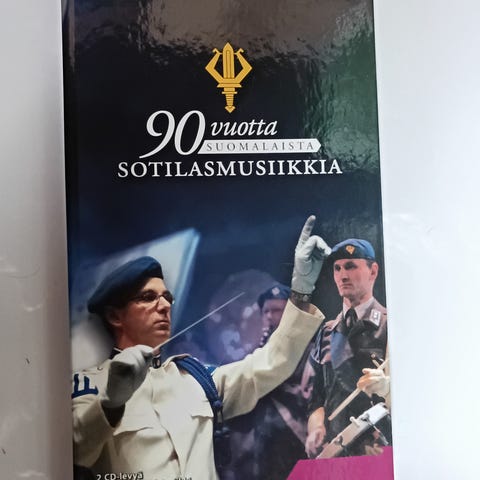 90 vuotta
SUOMALAISTA
SOTILASMUSIIKKIA
2 CD-levyä